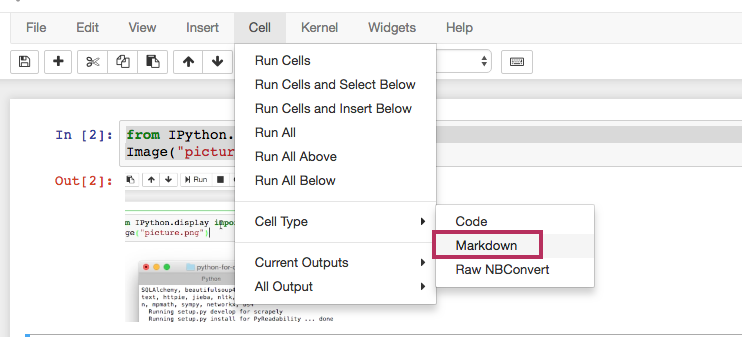 File Edit View Insert Cell Kernel Widgets Help
Run Cells
Run Cells and Select Below
Run Cells and Insert Below
Run All
Run All Above
Run All Below
Cell Type
Current Outputs
All Output
Code
Markdown
Raw NBConvert
In [2]: from IPython.
Image("pictur
Out[2]:
Run
m IPython.display impor
ge("picture.png")
python-for-d
Python
SQLAlchemy, beautifulsoup4
text, httpie, jieba, nltk,
n, mpmath, sympy, networkx,
Running setup.py develop for scrapely
Running setup.py install for PyReadability ... done